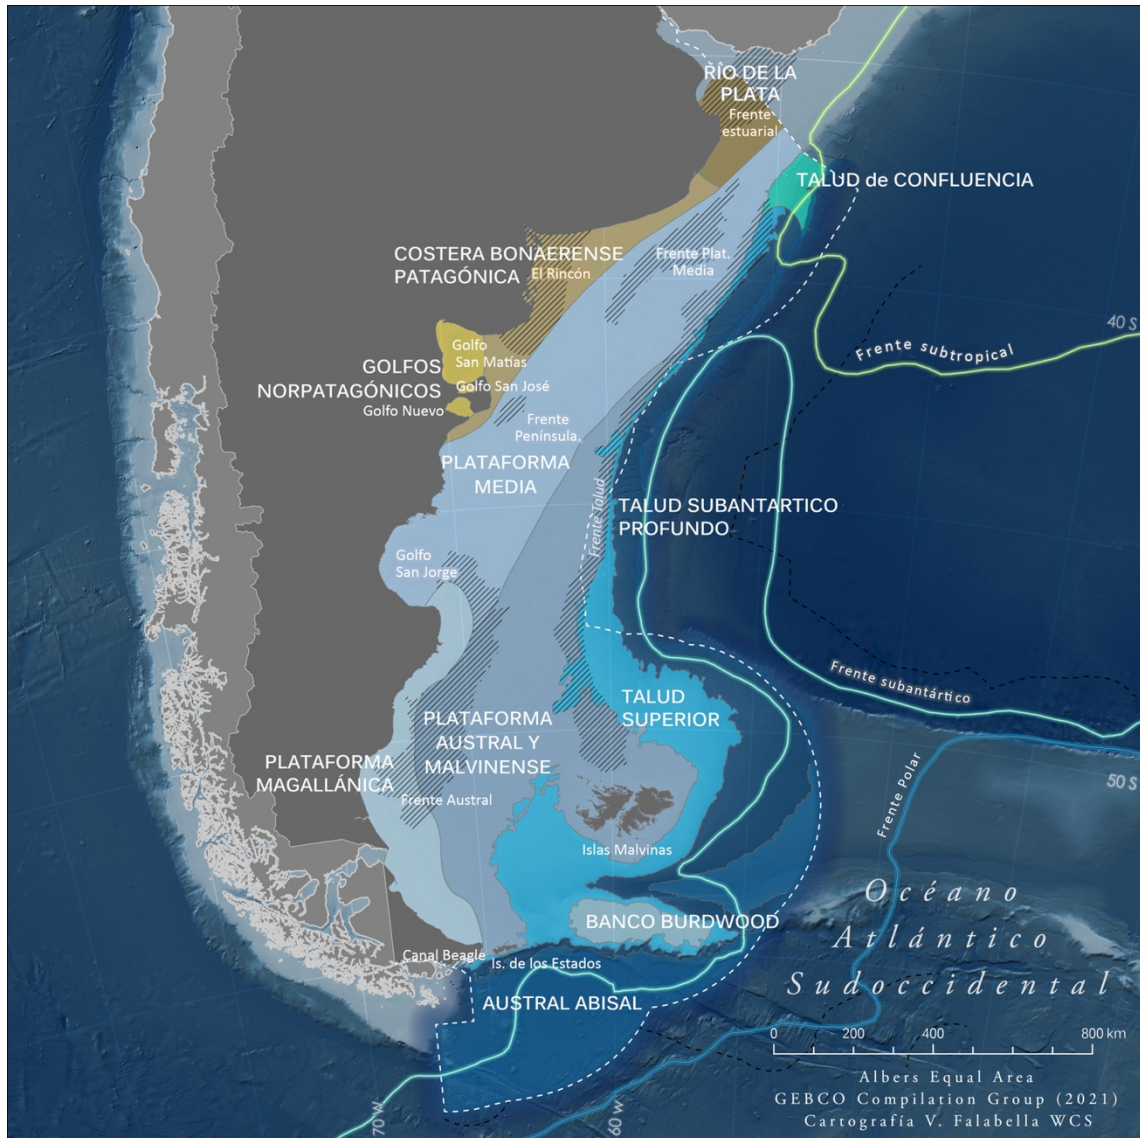 RÍO DE LA
PLATA
Frente
estuarial
TALUD de CONFLUENCIA
COSTERA BONAERENSE
PATAGÓNICA
El Rincón
Frente Plat.
Media
40 S
Frente subtropical
Golfo
San Matías
GOLFOS
NORPATAGÓNICOS
Golfo San José
Golfo Nuevo
Frente
Península.
PLATAFORMA
MEDIA
Frente Talud
TALUD SUBANTÁRTICO
PROFUNDO
Golfo
San Jorge
Frente subantártico
TALUD
SUPERIOR
PLATAFORMA
AUSTRAL Y
MALVINENSE
PLATAFORMA
MAGALLÁNICA
Frente Austral
Frente Polar
50 S
Islas Malvinas
BANCO BURDWOOD
Océano
Atlántico
Sudoccidental
Canal Beagle
Is. de los Estados
AUSTRAL ABISAL
0 200 400 800 km
Albers Equal Area
GEBCO Compilation Group (2021)
Cartografía V. Falabella WCS
70 W
60 W